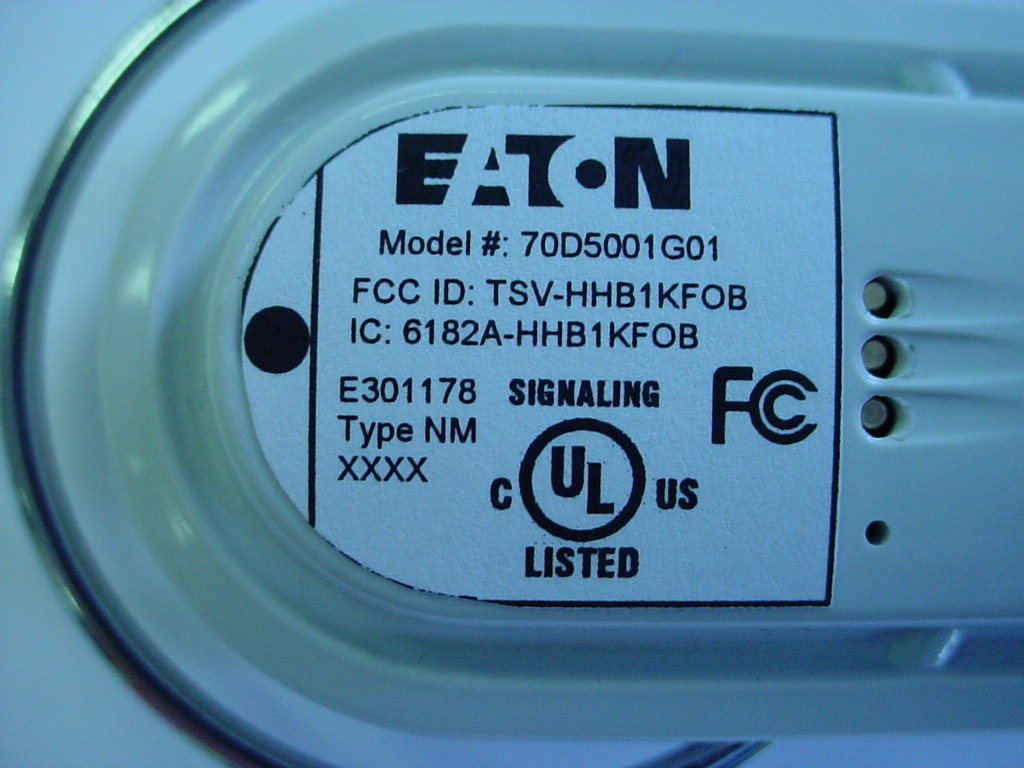 EATON
Model #: 70D5001G01
FCC ID: TSV-HHB1KFOB
IC: 6182A-HHB1KFOB
E301178
Type NM
XXXX
SIGNALING
C UL US
LISTED
FC